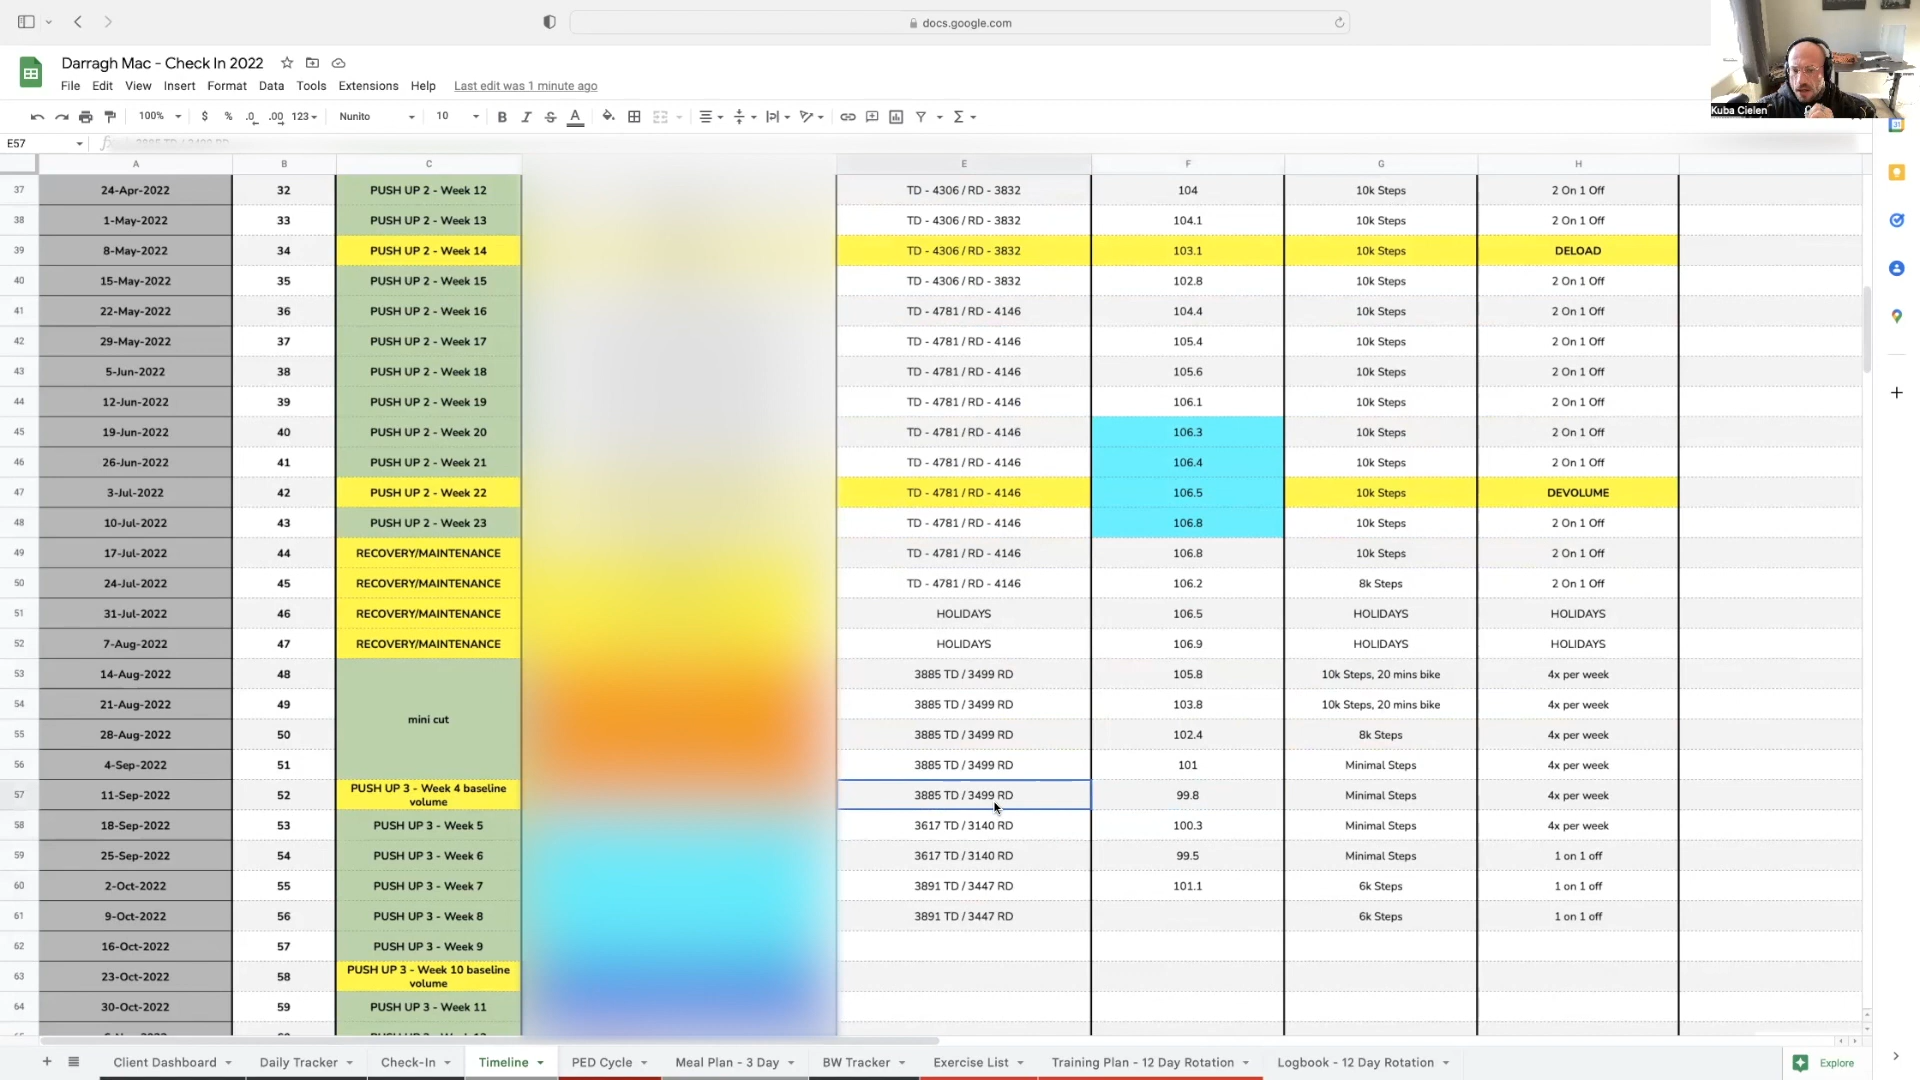 docs.google.com
Darragh Mac - Check In 2022
File Edit View Insert Format Data Tools Extensions Help Last edit was 1 minute ago
100% $ % .0 .00 123 Nunito 10 B I S A
Kuba Cielen
E57
A B C E F G H
37 24-Apr-2022 32 PUSH UP 2 - Week 12 TD - 4306 / RD - 3832 104 10k Steps 2 On 1 Off
38 1-May-2022 33 PUSH UP 2 - Week 13 TD - 4306 / RD - 3832 104.1 10k Steps 2 On 1 Off
39 8-May-2022 34 PUSH UP 2 - Week 14 TD - 4306 / RD - 3832 103.1 10k Steps DELOAD
40 15-May-2022 35 PUSH UP 2 - Week 15 TD - 4306 / RD - 3832 102.8 10k Steps 2 On 1 Off
41 22-May-2022 36 PUSH UP 2 - Week 16 TD - 4781 / RD - 4146 104.4 10k Steps 2 On 1 Off
42 29-May-2022 37 PUSH UP 2 - Week 17 TD - 4781 / RD - 4146 105.4 10k Steps 2 On 1 Off
43 5-Jun-2022 38 PUSH UP 2 - Week 18 TD - 4781 / RD - 4146 105.6 10k Steps 2 On 1 Off
44 12-Jun-2022 39 PUSH UP 2 - Week 19 TD - 4781 / RD - 4146 106.1 10k Steps 2 On 1 Off
45 19-Jun-2022 40 PUSH UP 2 - Week 20 TD - 4781 / RD - 4146 106.3 10k Steps 2 On 1 Off
46 26-Jun-2022 41 PUSH UP 2 - Week 21 TD - 4781 / RD - 4146 106.4 10k Steps 2 On 1 Off
47 3-Jul-2022 42 PUSH UP 2 - Week 22 TD - 4781 / RD - 4146 106.5 10k Steps DEVOLUME
48 10-Jul-2022 43 PUSH UP 2 - Week 23 TD - 4781 / RD - 4146 106.8 10k Steps 2 On 1 Off
49 17-Jul-2022 44 RECOVERY/MAINTENANCE TD - 4781 / RD - 4146 106.8 10k Steps 2 On 1 Off
50 24-Jul-2022 45 RECOVERY/MAINTENANCE TD - 4781 / RD - 4146 106.2 8k Steps 2 On 1 Off
51 31-Jul-2022 46 RECOVERY/MAINTENANCE HOLIDAYS 106.5 HOLIDAYS HOLIDAYS
52 7-Aug-2022 47 RECOVERY/MAINTENANCE HOLIDAYS 106.9 HOLIDAYS HOLIDAYS
53 14-Aug-2022 48 3885 TD / 3499 RD 105.8 10k Steps, 20 mins bike 4x per week
54 21-Aug-2022 49 mini cut 3885 TD / 3499 RD 103.8 10k Steps, 20 mins bike 4x per week
55 28-Aug-2022 50 3885 TD / 3499 RD 102.4 8k Steps 4x per week
56 4-Sep-2022 51 3885 TD / 3499 RD 101 Minimal Steps 4x per week
57 11-Sep-2022 52 PUSH UP 3 - Week 4 baseline volume 3885 TD / 3499 RD 99.8 Minimal Steps 4x per week
58 18-Sep-2022 53 PUSH UP 3 - Week 5 3617 TD / 3140 RD 100.3 Minimal Steps 4x per week
59 25-Sep-2022 54 PUSH UP 3 - Week 6 3617 TD / 3140 RD 99.5 Minimal Steps 1 on 1 off
60 2-Oct-2022 55 PUSH UP 3 - Week 7 3891 TD / 3447 RD 101.1 6k Steps 1 on 1 off
61 9-Oct-2022 56 PUSH UP 3 - Week 8 3891 TD / 3447 RD 6k Steps 1 on 1 off
62 16-Oct-2022 57 PUSH UP 3 - Week 9
63 23-Oct-2022 58 PUSH UP 3 - Week 10 baseline volume
64 30-Oct-2022 59 PUSH UP 3 - Week 11
Client Dashboard Daily Tracker Check-In Timeline PED Cycle Meal Plan - 3 Day BW Tracker Exercise List Training Plan - 12 Day Rotation Logbook - 12 Day Rotation Explore